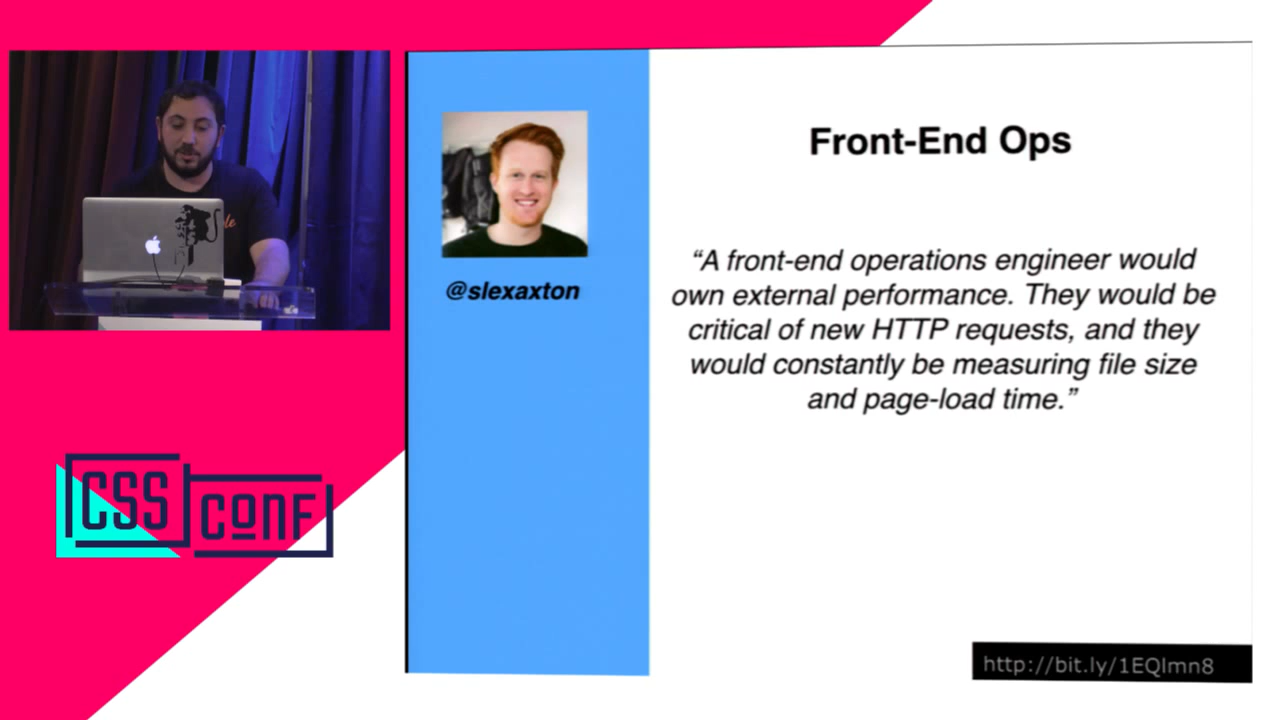 CSS
CONF
@slexaxton
Front-End Ops
“A front-end operations engineer would
own external performance. They would be
critical of new HTTP requests, and they
would constantly be measuring file size
and page-load time.”
http://bit.ly/1EQlmn8